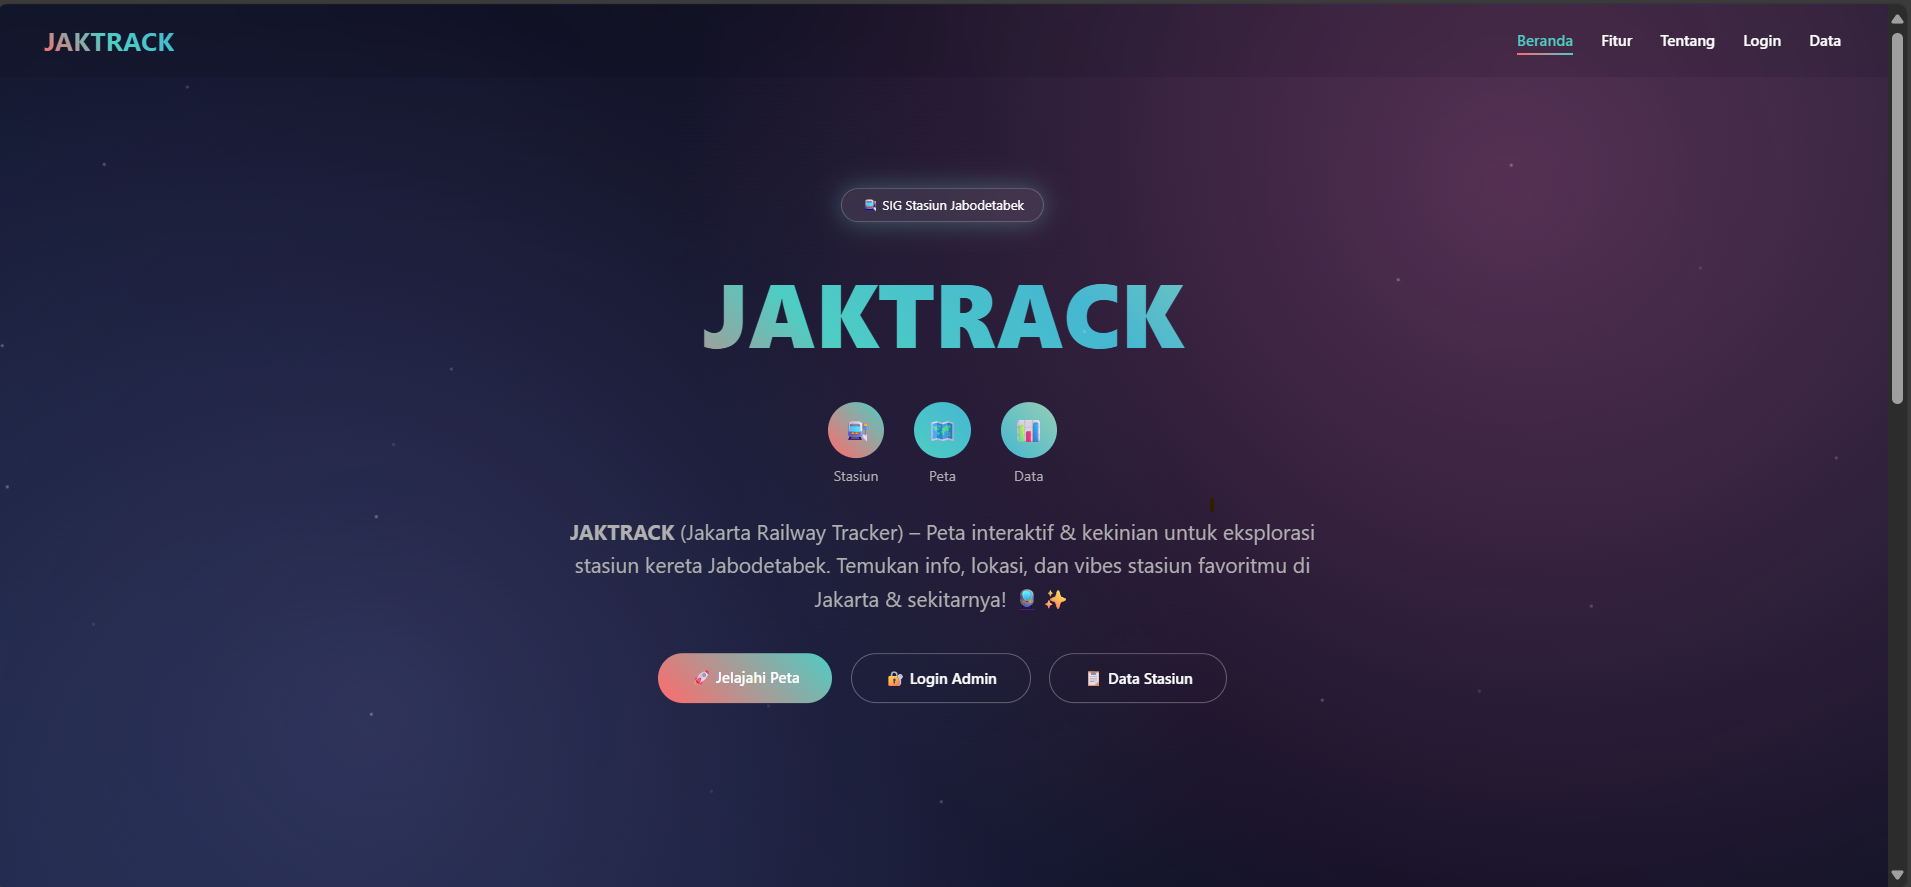 JAKTRACK
Beranda Fitur Tentang Login Data
SIG Stasiun Jabodetabek
JAKTRACK
Stasiun Peta Data
JAKTRACK (Jakarta Railway Tracker) – Peta interaktif & kekinian untuk eksplorasi
stasiun kereta Jabodetabek. Temukan info, lokasi, dan vibes stasiun favoritmu di
Jakarta & sekitarnya!
Jelajahi Peta Login Admin Data Stasiun